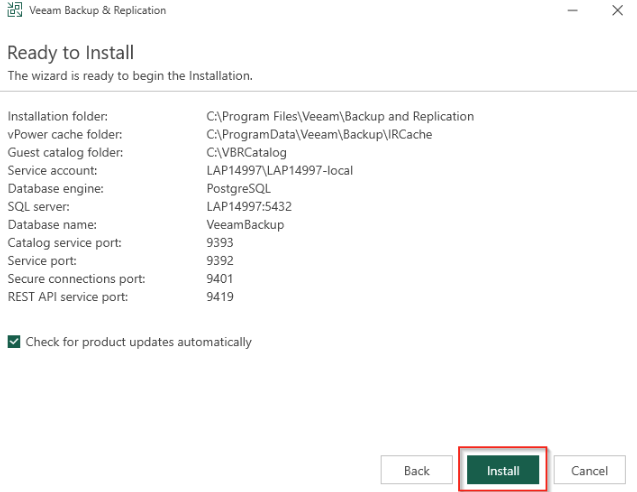 Veeam Backup & Replication
Ready to Install
The wizard is ready to begin the Installation.
Installation folder: C:\Program Files\Veeam\Backup and Replication
vPower cache folder: C:\ProgramData\Veeam\Backup\IRCache
Guest catalog folder: C:\VBRCatalog
Service account: LAP14997\LAP14997-local
Database engine: PostgreSQL
SQL server: LAP14997:5432
Database name: VeeamBackup
Catalog service port: 9393
Service port: 9392
Secure connections port: 9401
REST API service port: 9419
Check for product updates automatically
Back Install Cancel